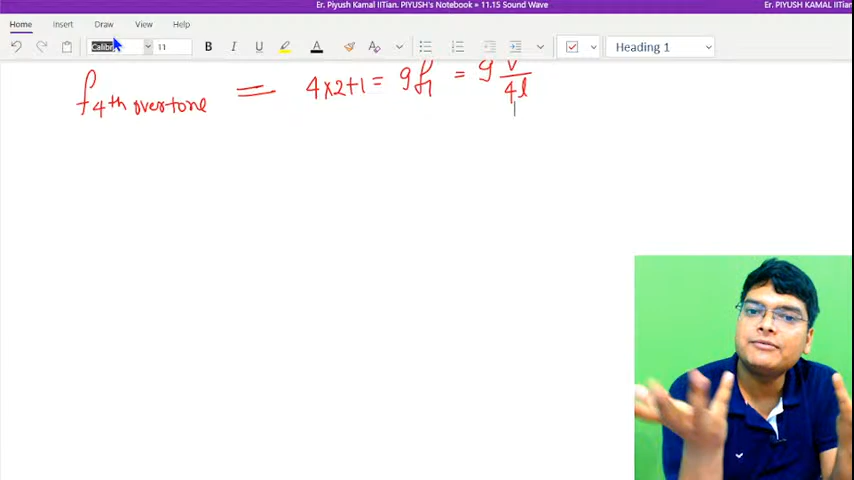 Er. Piyush Kamal IITian. PIYUSH's Notebook » 11.15 Sound Wave
Er. PIYUSH KAMAL IITian
Home Insert Draw View Help
Calibri 11 B I U A A Heading 1
f4th overtone = 4×2+1 = 9f1 = 9 v/4l